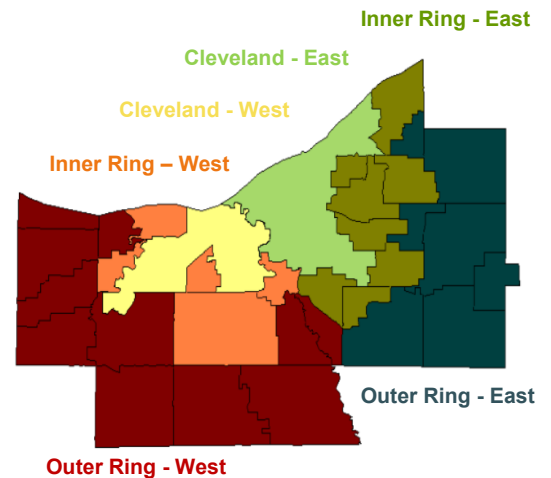 Inner Ring - East
Cleveland - East
Cleveland - West
Inner Ring – West
Outer Ring - East
Outer Ring - West